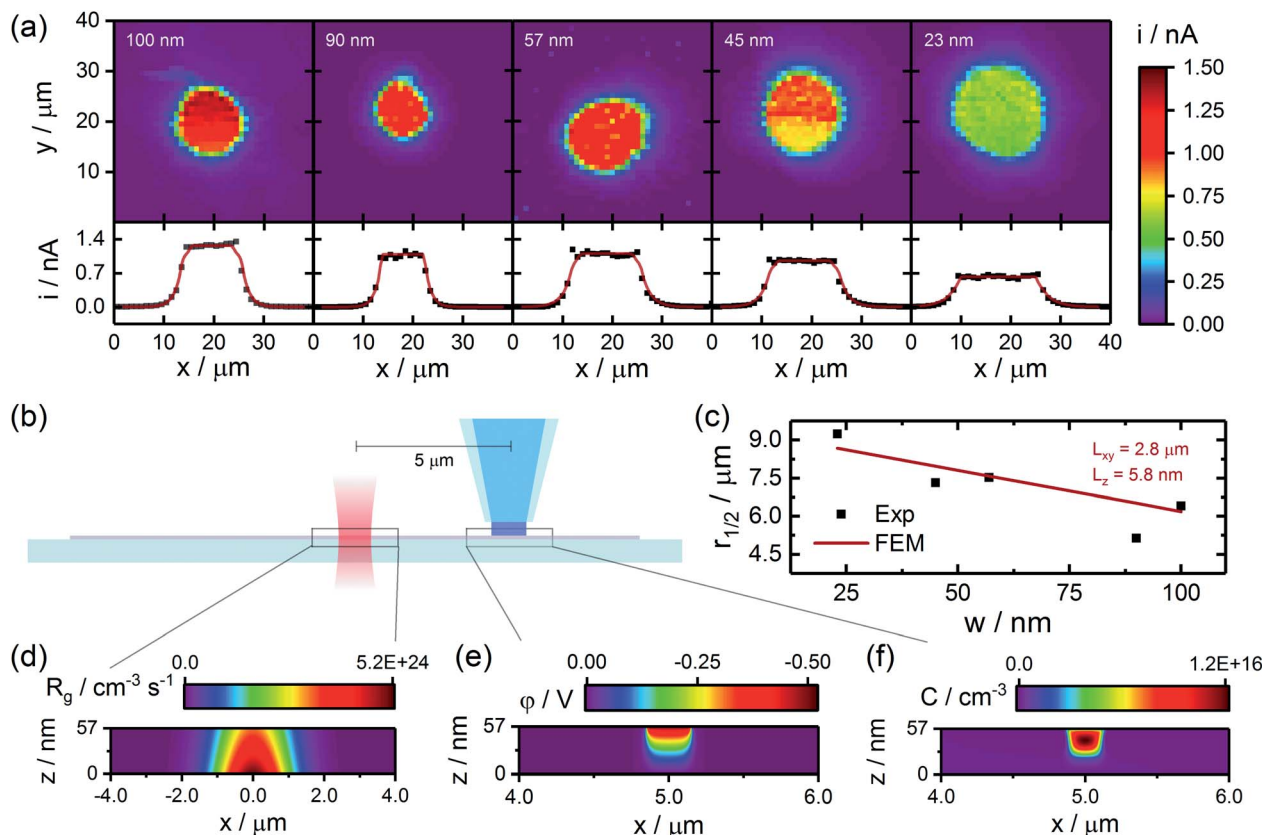 (a)
100 nm 90 nm 57 nm 45 nm 23 nm
i / nA
y / μm
40
30
20
10
1.50
1.25
1.00
0.75
0.50
0.25
0.00
i / nA
1.4
0.7
0.0
0 10 20 30 0 10 20 30 0 10 20 30 0 10 20 30 0 10 20 30 40
x / μm x / μm x / μm x / μm x / μm
(b)
5 μm
(c)
r1/2 / μm
9.0
7.5
6.0
4.5
Lxy = 2.8 μm
Lz = 5.8 nm
Exp
FEM
25 50 75 100
w / nm
(d)
0.0 5.2E+24
Rg / cm-3 s-1
z / nm
57
0
-4.0 -2.0 0.0 2.0 4.0
x / μm
(e)
0.00 -0.25 -0.50
φ / V
z / nm
57
0
4.0 5.0 6.0
x / μm
(f)
0.0 1.2E+16
C / cm-3
z / nm
57
0
4.0 5.0 6.0
x / μm